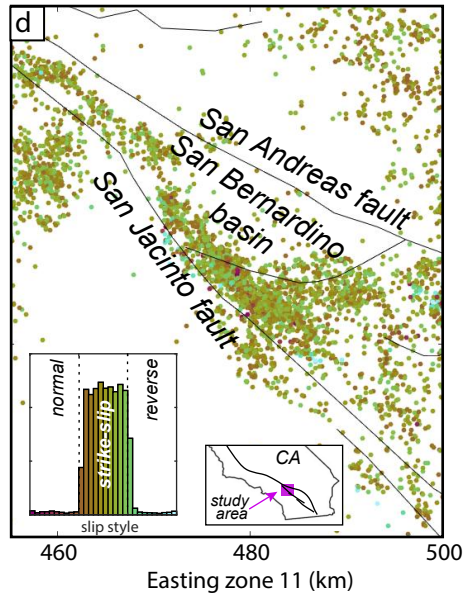 d
San Andreas fault
San Bernardino
basin
San Jacinto fault
normal
strike-slip
reverse
slip style
CA
study
area
460
480
500
Easting zone 11 (km)